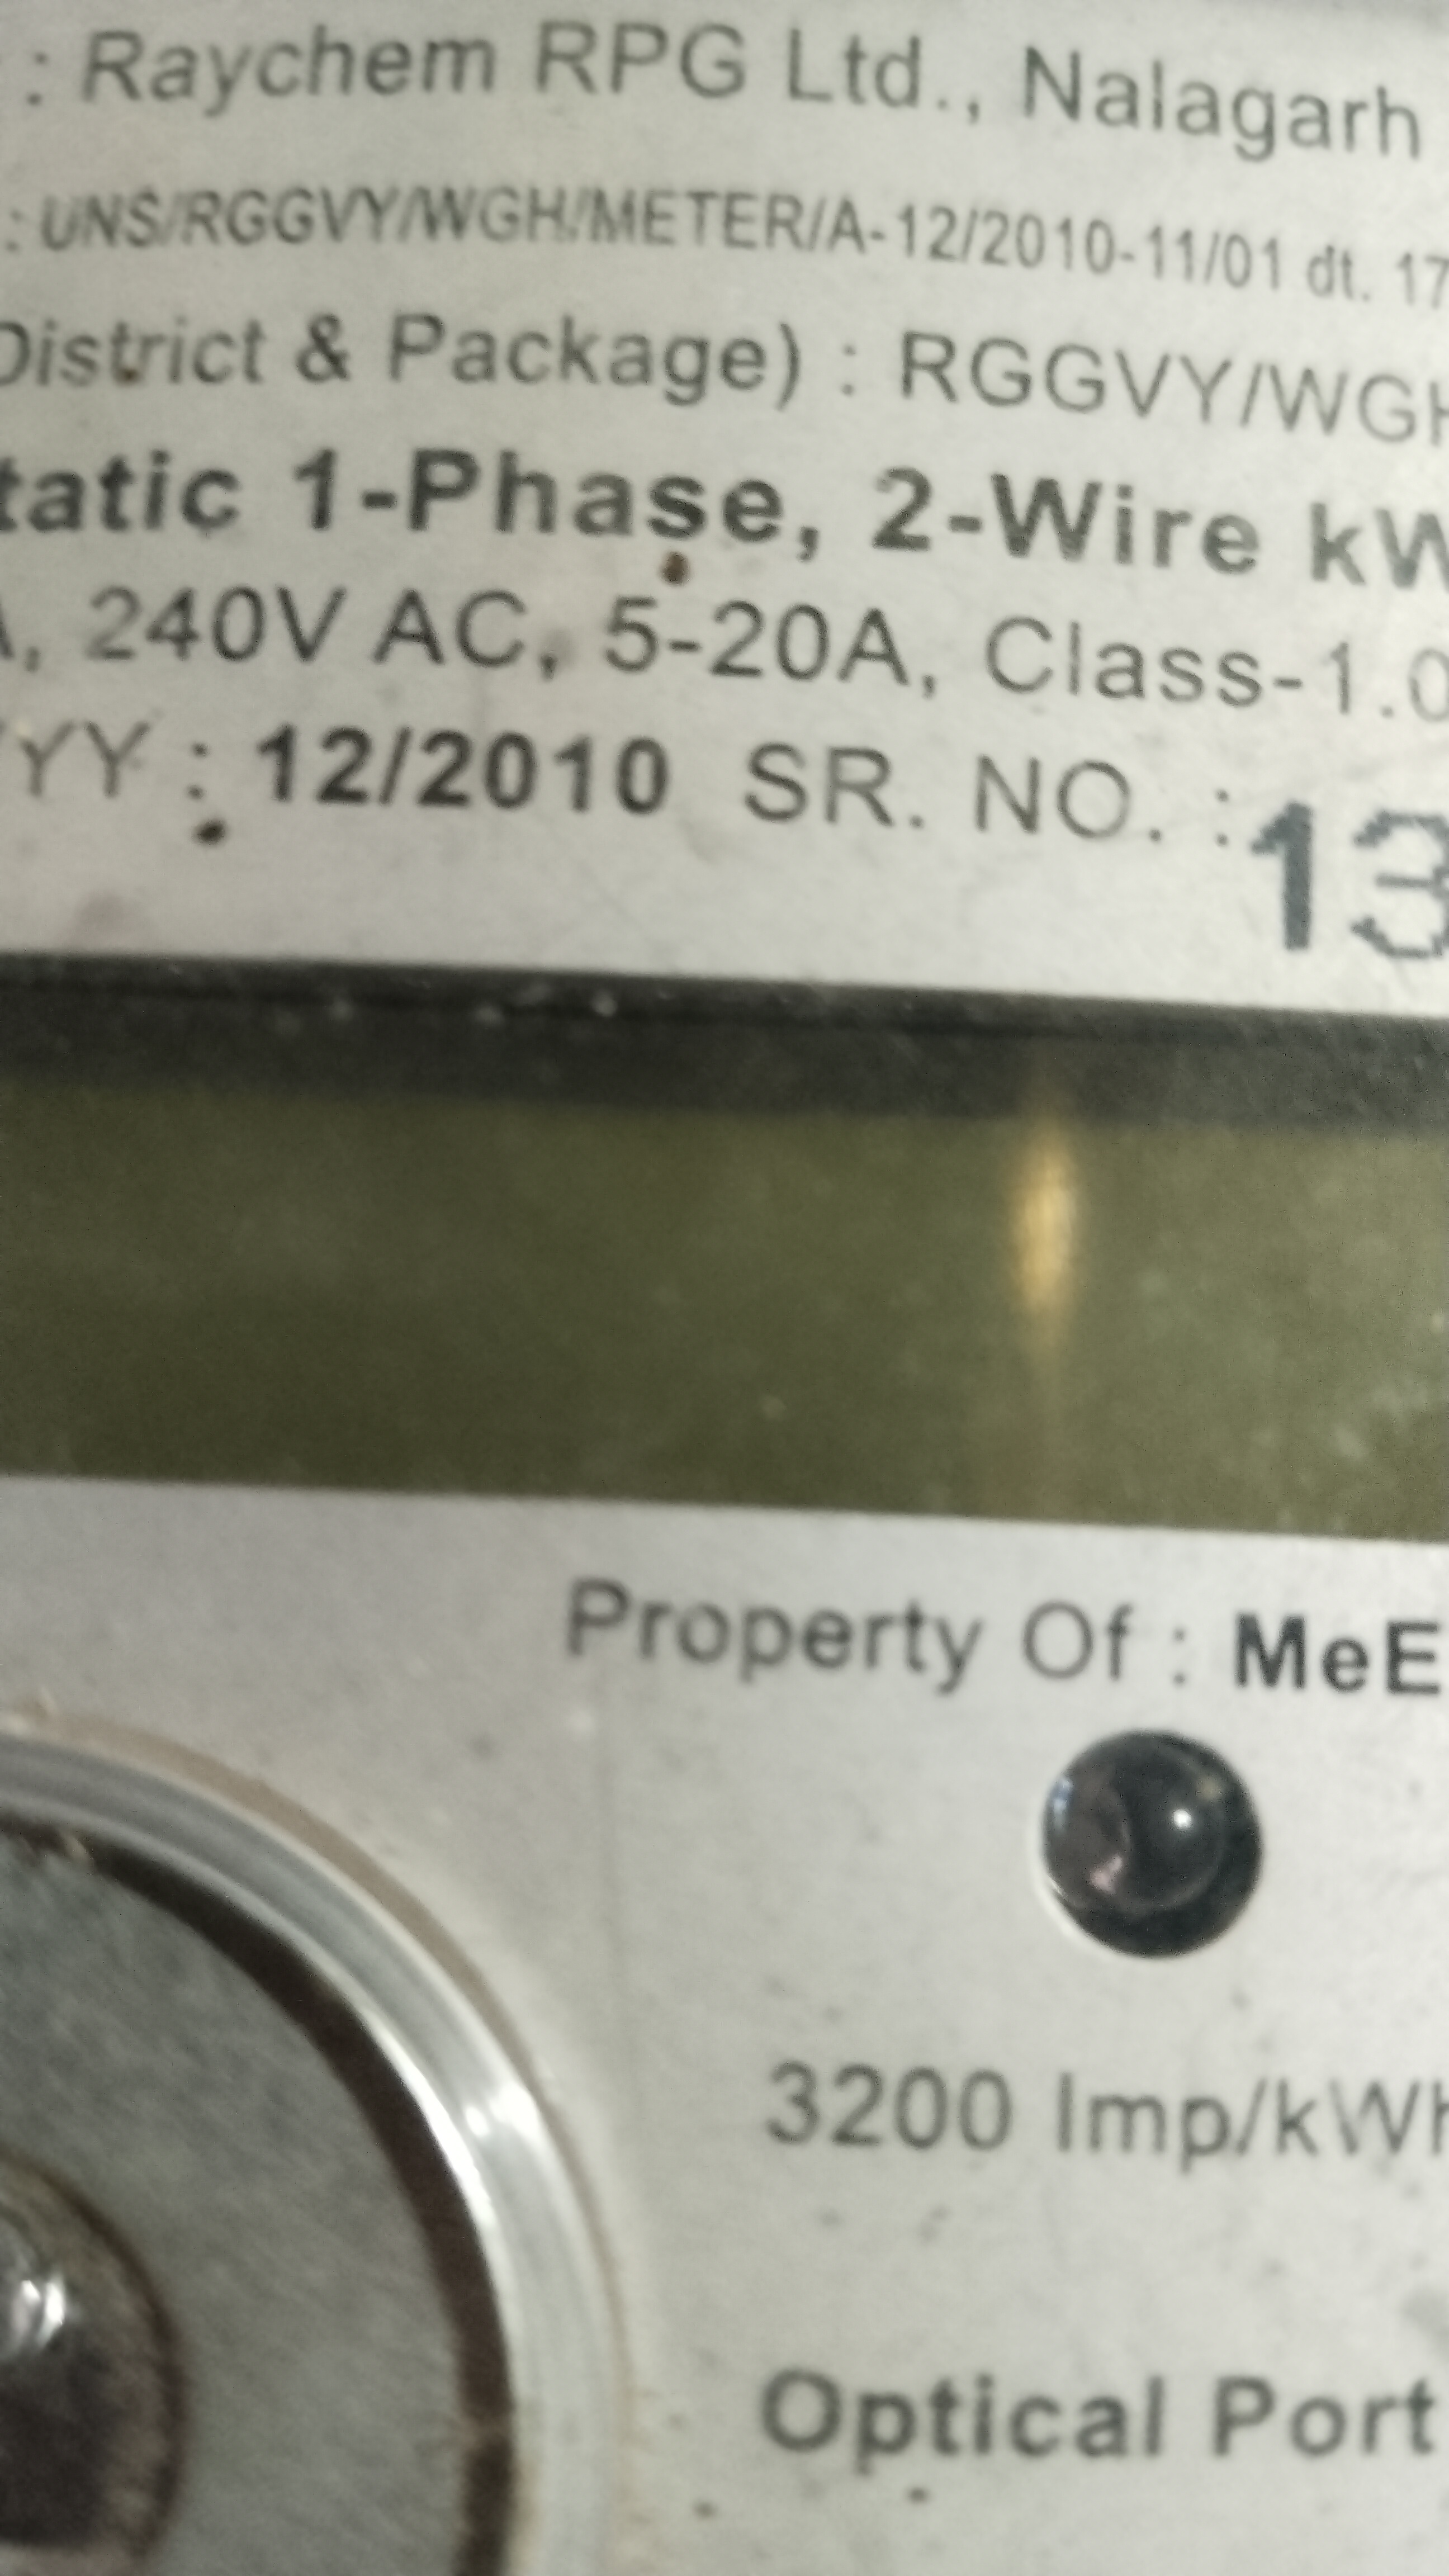 : Raychem RPG Ltd., Nalagarh
: UNS/RGGVY/WGH/METER/A-12/2010-11/01 dt. 17
District & Package) : RGGVY/WGH
tatic 1-Phase, 2-Wire kW
A, 240V AC, 5-20A, Class-1.0
YY : 12/2010 SR. NO. : 13
Property Of : MeE
3200 Imp/kWh
Optical Port